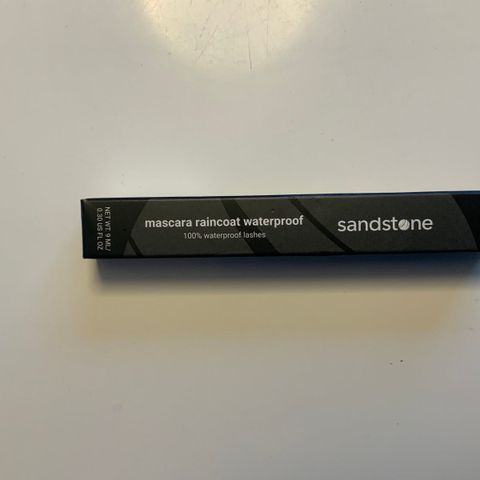 NET WT. 9 ML/
0.30 US FL OZ
mascara raincoat waterproof
100% waterproof lashes
sandstone